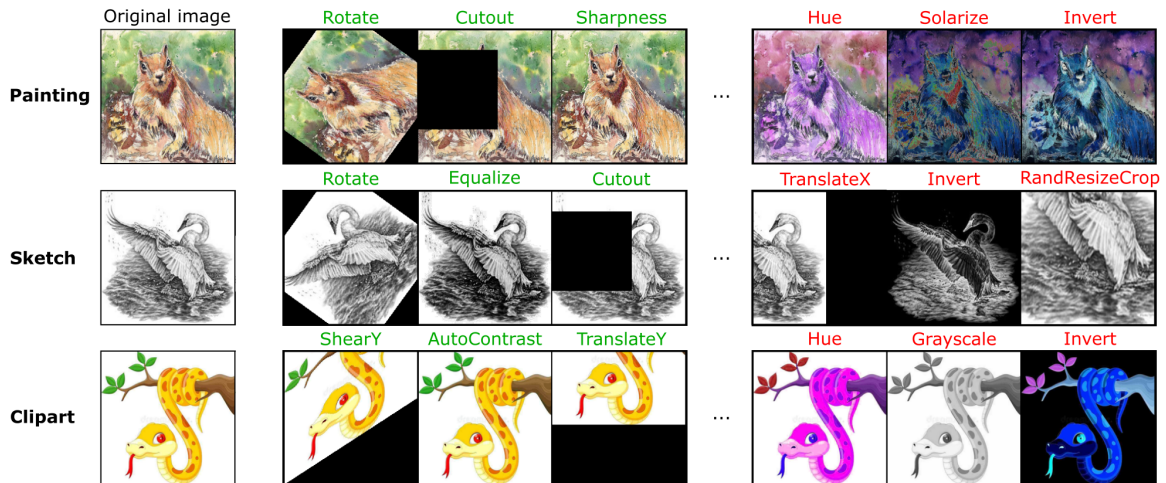 Original image Rotate Cutout Sharpness Hue Solarize Invert
Painting ...
Rotate Equalize Cutout TranslateX Invert RandResizeCrop
Sketch ...
ShearY AutoContrast TranslateY Hue Grayscale Invert
Clipart ...